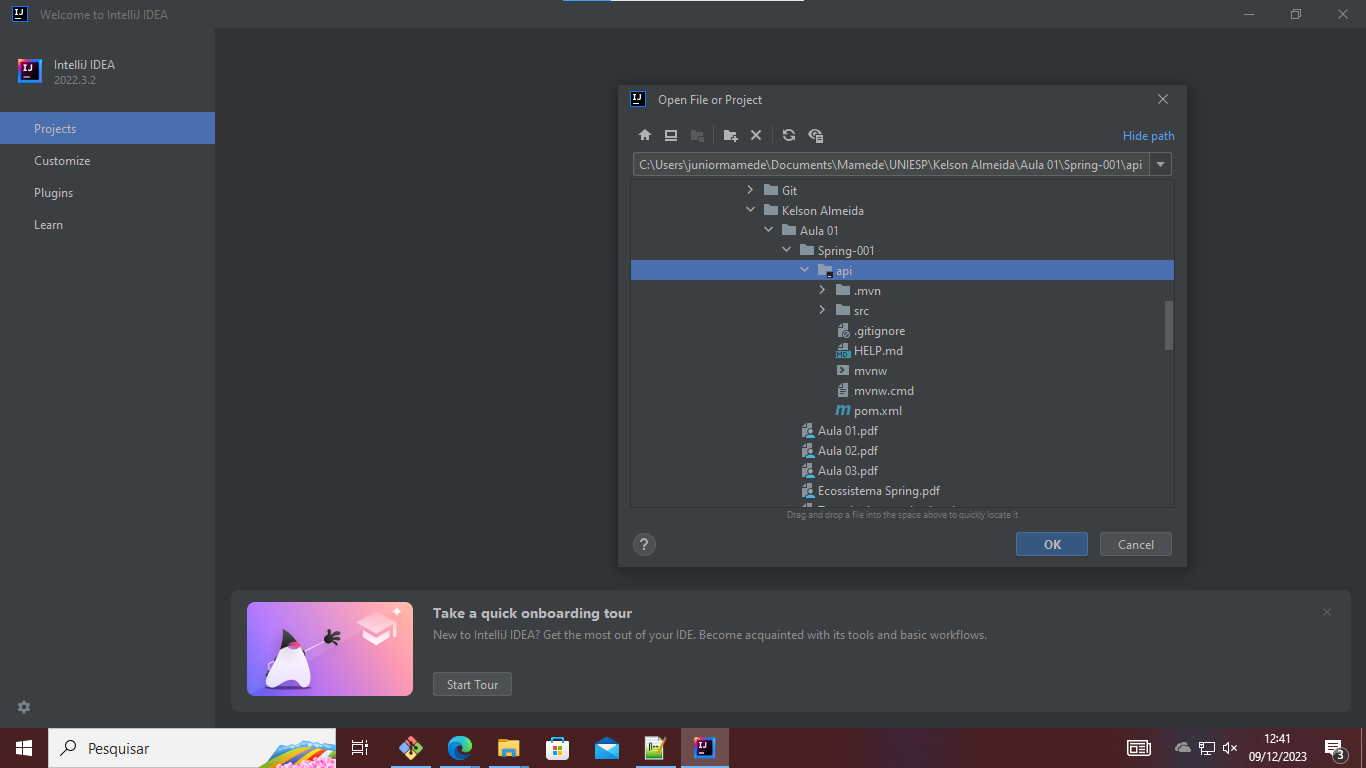 Welcome to IntelliJ IDEA
IntelliJ IDEA
2022.3.2
Projects
Customize
Plugins
Learn
Open File or Project
Hide path
C:\Users\juniormamede\Documents\Mamede\UNIESP\Kelson Almeida\Aula 01\Spring-001\api
Git
Kelson Almeida
Aula 01
Spring-001
api
.mvn
src
.gitignore
HELP.md
mvnw
mvnw.cmd
pom.xml
Aula 01.pdf
Aula 02.pdf
Aula 03.pdf
Ecossistema Spring.pdf
Drag and drop a file into the space above to quickly locate it
?
OK
Cancel
Take a quick onboarding tour
New to IntelliJ IDEA? Get the most out of your IDE. Become acquainted with its tools and basic workflows.
Start Tour
Pesquisar
12:41
09/12/2023
3